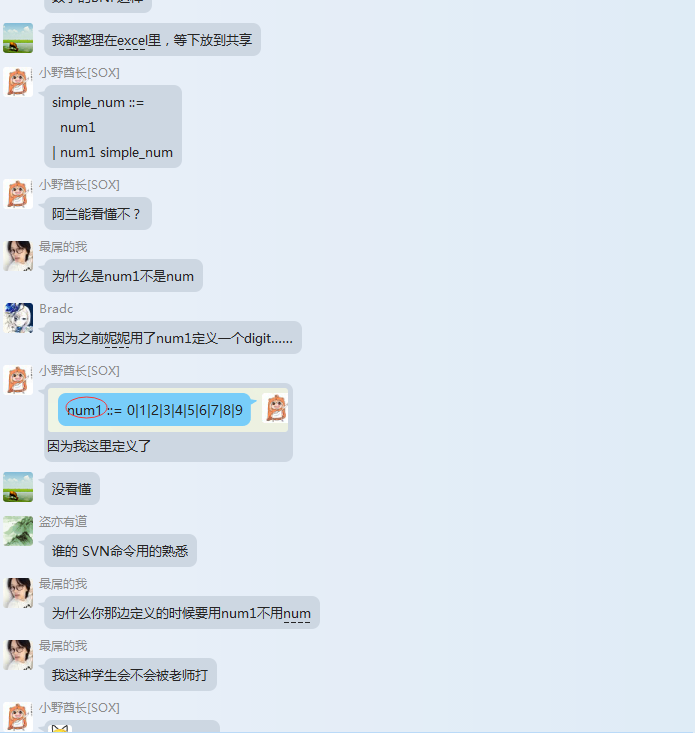 我都整理在excel里，等下放到共享
小野酋长[SOX]
simple_num ::=
num1
| num1 simple_num
小野酋长[SOX]
阿兰能看懂不？
最屌的我
为什么是num1不是num
Bradc
因为之前妮妮用了num1定义一个digit......
小野酋长[SOX]
num1 ::= 0|1|2|3|4|5|6|7|8|9
因为我这里定义了
没看懂
盗亦有道
谁的 SVN命令用的熟悉
最屌的我
为什么你那边定义的时候要用num1不用num
最屌的我
我这种学生会不会被老师打
小野酋长[SOX]